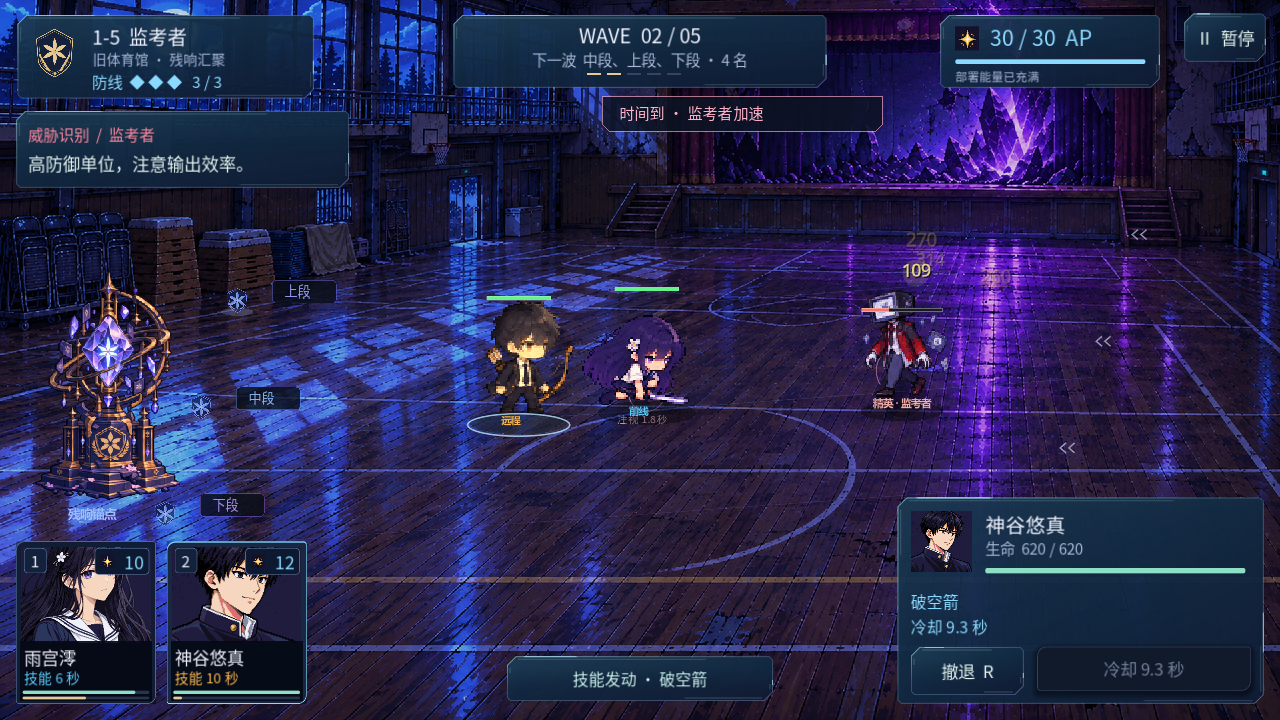 1-5 监考者
旧体育馆 · 残响汇聚
防线 ◆◆◆ 3 / 3
WAVE 02 / 05
下一波 中段、上段、下段 · 4 名
30 / 30 AP
部署能量已充满
暂停
时间到 · 监考者加速
威胁识别 / 监考者
高防御单位，注意输出效率。
270
109
上段
中段
下段
远程
前线
注视 1.8秒
精英·监考者
残响锚点
1
10
雨宫澪
技能 6 秒
2
12
神谷悠真
技能 10 秒
技能发动 · 破空箭
神谷悠真
生命 620 / 620
破空箭
冷却 9.3 秒
撤退 R
冷却 9.3 秒